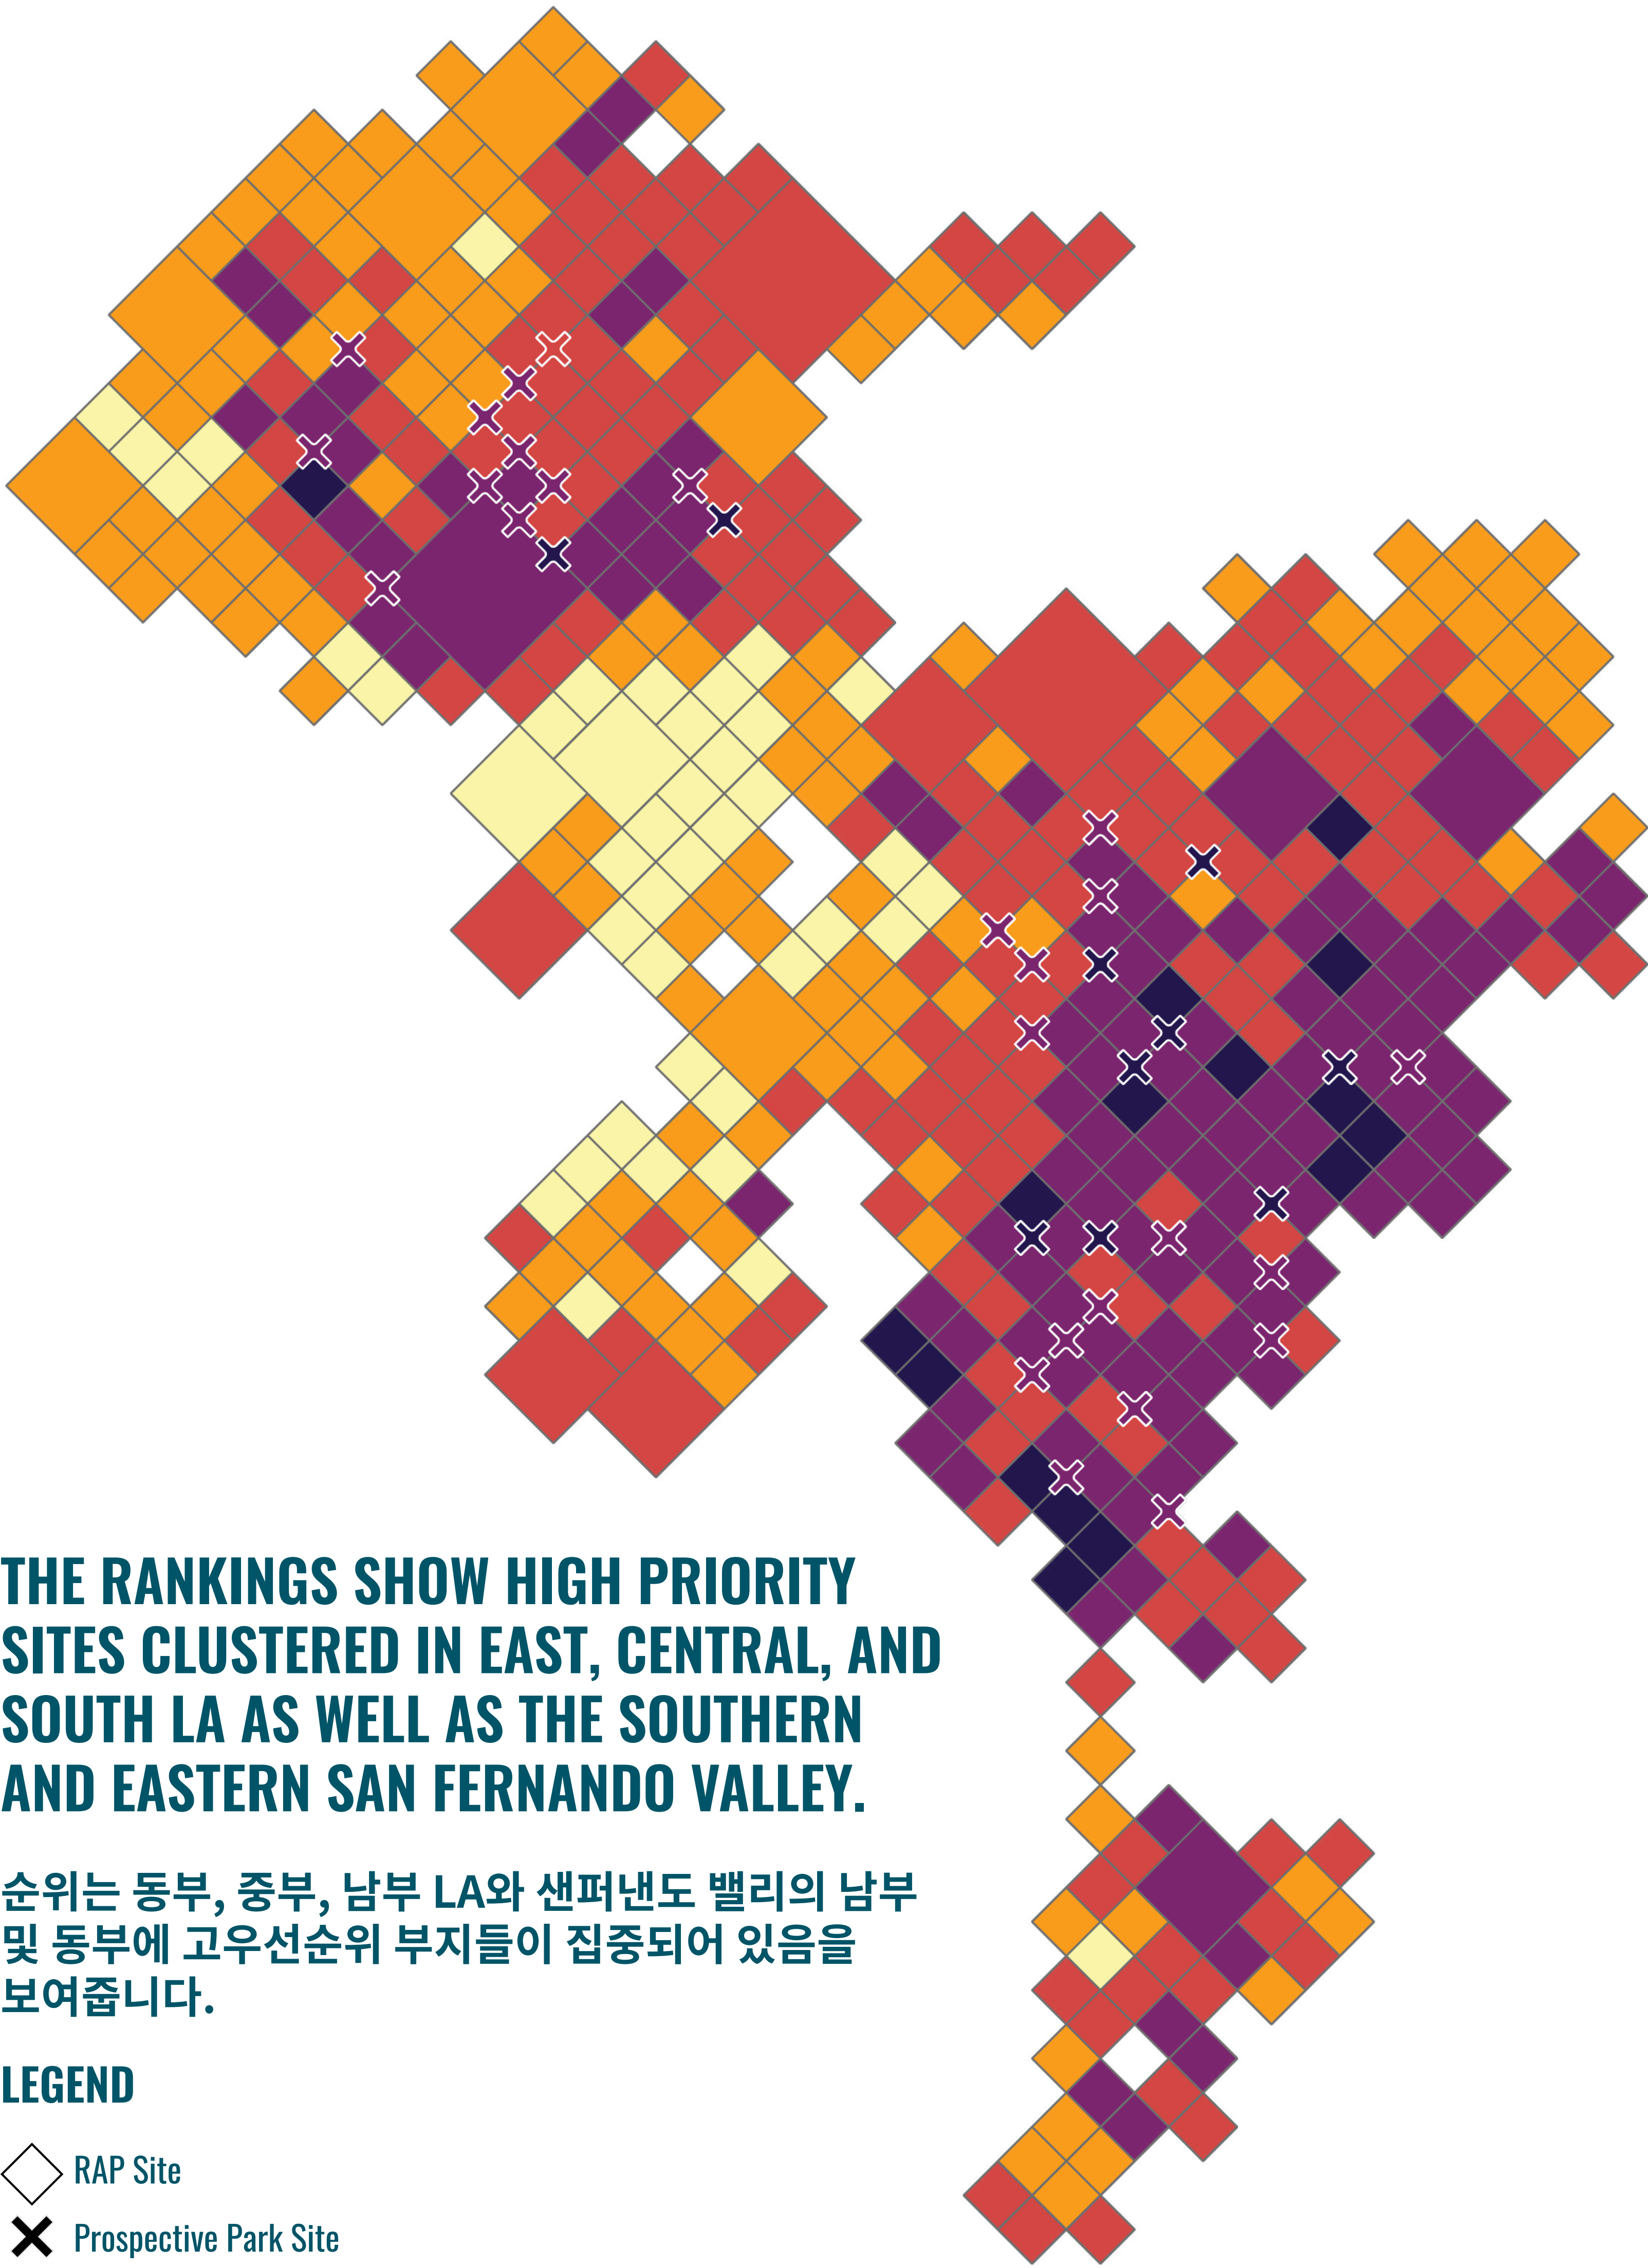 THE RANKINGS SHOW HIGH PRIORITY
SITES CLUSTERED IN EAST, CENTRAL, AND
SOUTH LA AS WELL AS THE SOUTHERN
AND EASTERN SAN FERNANDO VALLEY.
순위는 동부, 중부, 남부 LA와 샌퍼낸도 밸리의 남부
및 동부에 고우선순위 부지들이 집중되어 있음을
보여줍니다.
LEGEND
RAP Site
Prospective Park Site